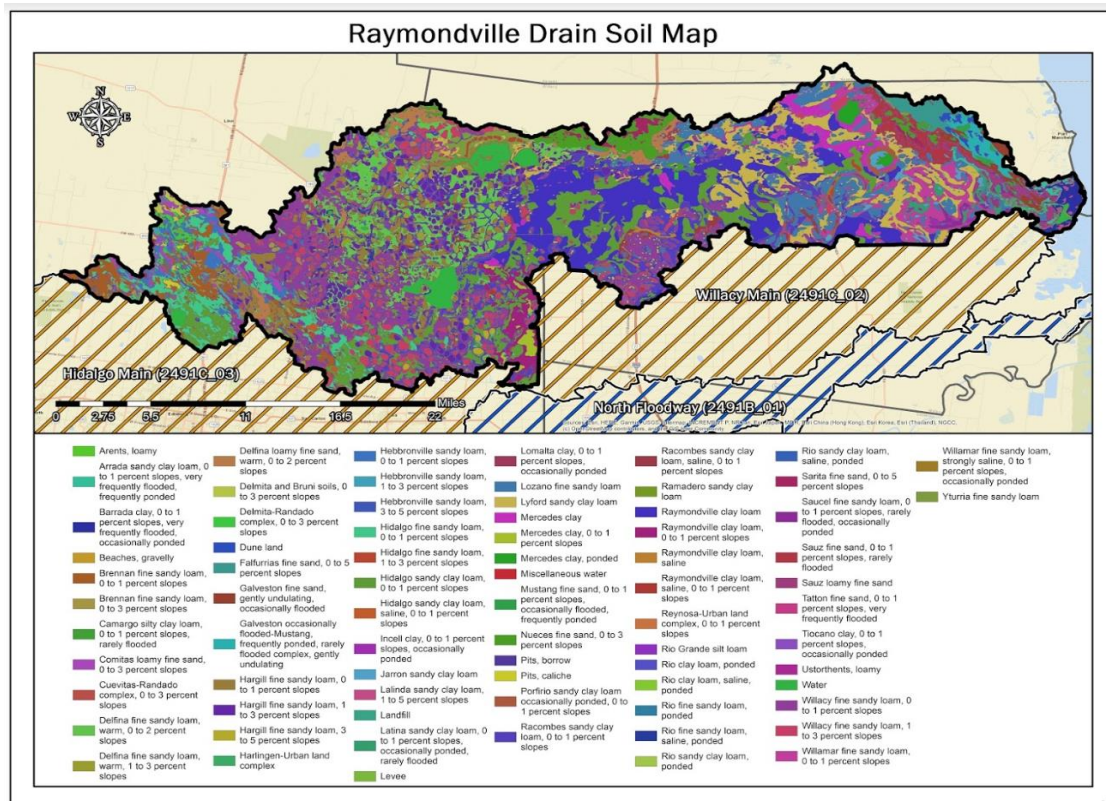 Raymondville Drain Soil Map
N
W E
S
Willacy Main (2491C_02)
Hidalgo Main (2491C_03)
North Floodway (2491B_01)
Miles
0 2.75 5.5 11 16.5 22
Arents, loamy
Arrada sandy clay loam, 0
to 1 percent slopes, very
frequently flooded,
frequently ponded
Barrada clay, 0 to 1
percent slopes, very
frequently flooded,
occasionally ponded
Beaches, gravelly
Brennan fine sandy loam,
0 to 1 percent slopes
Brennan fine sandy loam,
0 to 3 percent slopes
Camargo silty clay loam,
0 to 1 percent slopes,
rarely flooded
Comitas loamy fine sand,
0 to 3 percent slopes
Cuevitas-Randado
complex, 0 to 3 percent
slopes
Delfina fine sandy loam,
warm, 0 to 2 percent
slopes
Delfina fine sandy loam,
warm, 1 to 3 percent
slopes
Delfina loamy fine sand,
warm, 0 to 2 percent
slopes
Delmita and Bruni soils, 0
to 3 percent slopes
Delmita-Randado
complex, 0 to 3 percent
slopes
Dune land
Falfurrias fine sand, 0 to 5
percent slopes
Galveston fine sand,
gently undulating,
occasionally flooded
Galveston occasionally
flooded-Mustang,
frequently ponded, rarely
flooded complex, gently
undulating
Hargill fine sandy loam,
0 to 1 percent slopes
Hargill fine sandy loam, 1
to 3 percent slopes
Hargill fine sandy loam, 3
to 5 percent slopes
Harlingen-Urban land
complex
Hebbronville sandy loam,
0 to 1 percent slopes
Hebbronville sandy loam,
1 to 3 percent slopes
Hebbronville sandy loam,
3 to 5 percent slopes
Hidalgo fine sandy loam,
0 to 1 percent slopes
Hidalgo fine sandy loam,
1 to 3 percent slopes
Hidalgo sandy clay loam,
0 to 1 percent slopes
Hidalgo sandy clay loam,
saline, 0 to 1 percent
slopes
Incell clay, 0 to 1 percent
slopes, occasionally
ponded
Jarron sandy clay loam
Lalinda sandy clay loam,
1 to 5 percent slopes
Landfill
Latina sandy clay loam, 0
to 1 percent slopes,
occasionally ponded,
rarely flooded
Levee
Lomalta clay, 0 to 1
percent slopes,
occasionally ponded
Lozano fine sandy loam
Lyford sandy clay loam
Mercedes clay
Mercedes clay, 0 to 1
percent slopes
Mercedes clay, ponded
Miscellaneous water
Mustang fine sand, 0 to 1
percent slopes,
occasionally flooded,
frequently ponded
Nueces fine sand, 0 to 3
percent slopes
Pits, borrow
Pits, caliche
Porfirio sandy clay loam
occasionally ponded, 0 to
1 percent slopes
Racombes sandy clay
loam, 0 to 1 percent
slopes
Racombes sandy clay
loam, saline, 0 to 1
percent slopes
Ramadero sandy clay
loam
Raymondville clay loam
Raymondville clay loam,
0 to 1 percent slopes
Raymondville clay loam,
saline
Raymondville clay loam,
saline, 0 to 1 percent
slopes
Reynosa-Urban land
complex, 0 to 1 percent
slopes
Rio Grande silt loam
Rio clay loam, ponded
Rio clay loam, saline,
ponded
Rio fine sandy loam,
ponded
Rio fine sandy loam,
saline, ponded
Rio sandy clay loam,
ponded
Rio sandy clay loam,
saline, ponded
Sarita fine sand, 0 to 5
percent slopes
Saucel fine sandy loam, 0
to 1 percent slopes, rarely
flooded, occasionally
ponded
Sauz fine sand, 0 to 1
percent slopes, rarely
flooded
Sauz loamy fine sand
Tatton fine sand, 0 to 1
percent slopes, very
frequently flooded
Tiocano clay, 0 to 1
percent slopes,
occasionally ponded
Ustorthents, loamy
Water
Willacy fine sandy loam, 0
to 1 percent slopes
Willacy fine sandy loam, 1
to 3 percent slopes
Willamar fine sandy loam,
0 to 1 percent slopes
Willamar fine sandy loam,
strongly saline, 0 to 1
percent slopes,
occasionally ponded
Yturria fine sandy loam